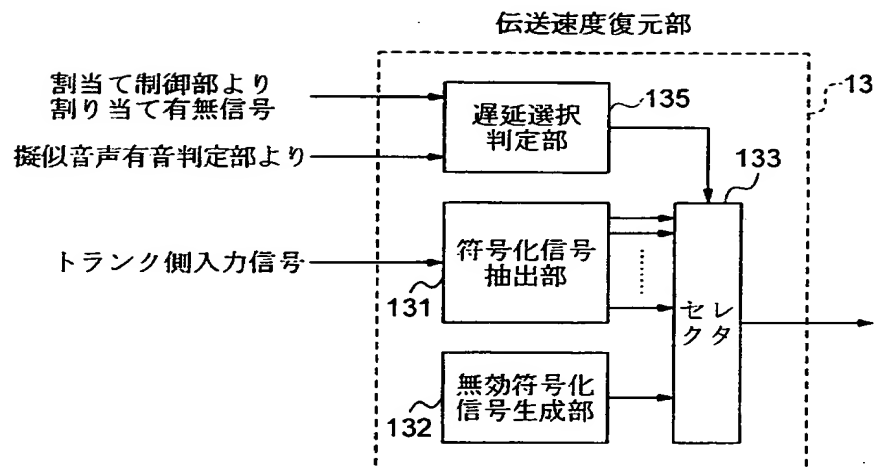 伝送速度復元部
割当て制御部より
割り当て有無信号
擬似音声有音判定部より
トランク側入力信号
遅延選択
判定部
135
13
133
符号化信号
抽出部
131
セレ
クタ
無効符号化
信号生成部
132